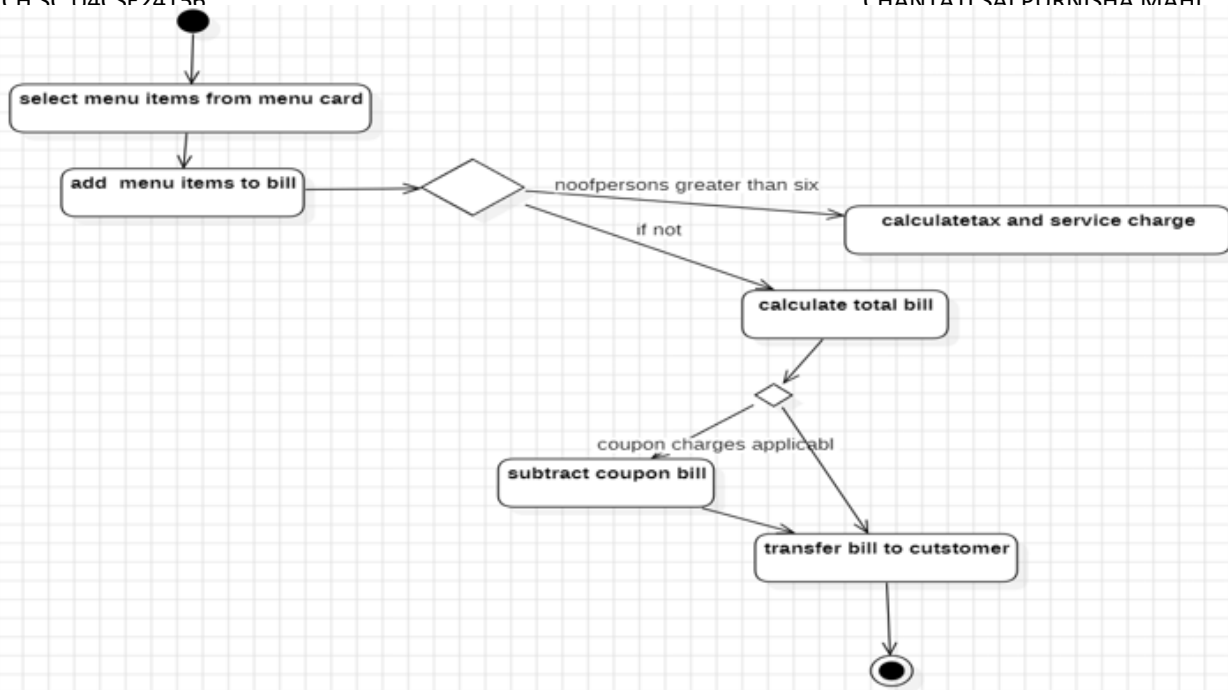 select menu items from menu card
add menu items to bill
noofpersons greater than six
calculatetax and service charge
if not
calculate total bill
coupon charges applicabl
subtract coupon bill
transfer bill to cutstomer